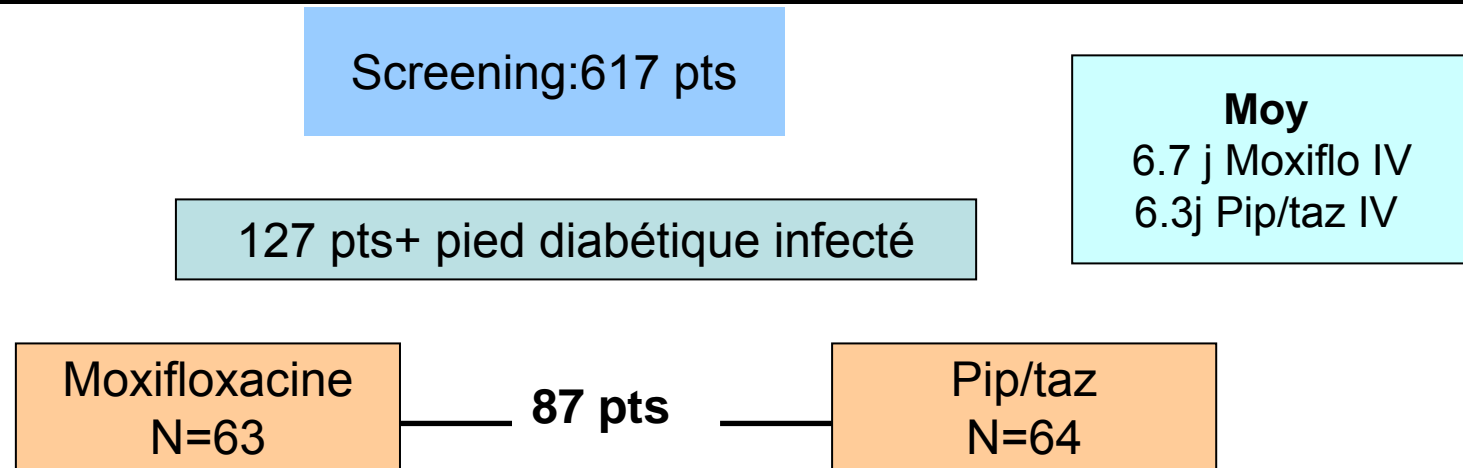 Screening:617 pts
Moy
6.7 j Moxiflo IV
6.3j Pip/taz IV
127 pts+ pied diabétique infecté
Moxifloxacine
N=63
87 pts
Pip/taz
N=64